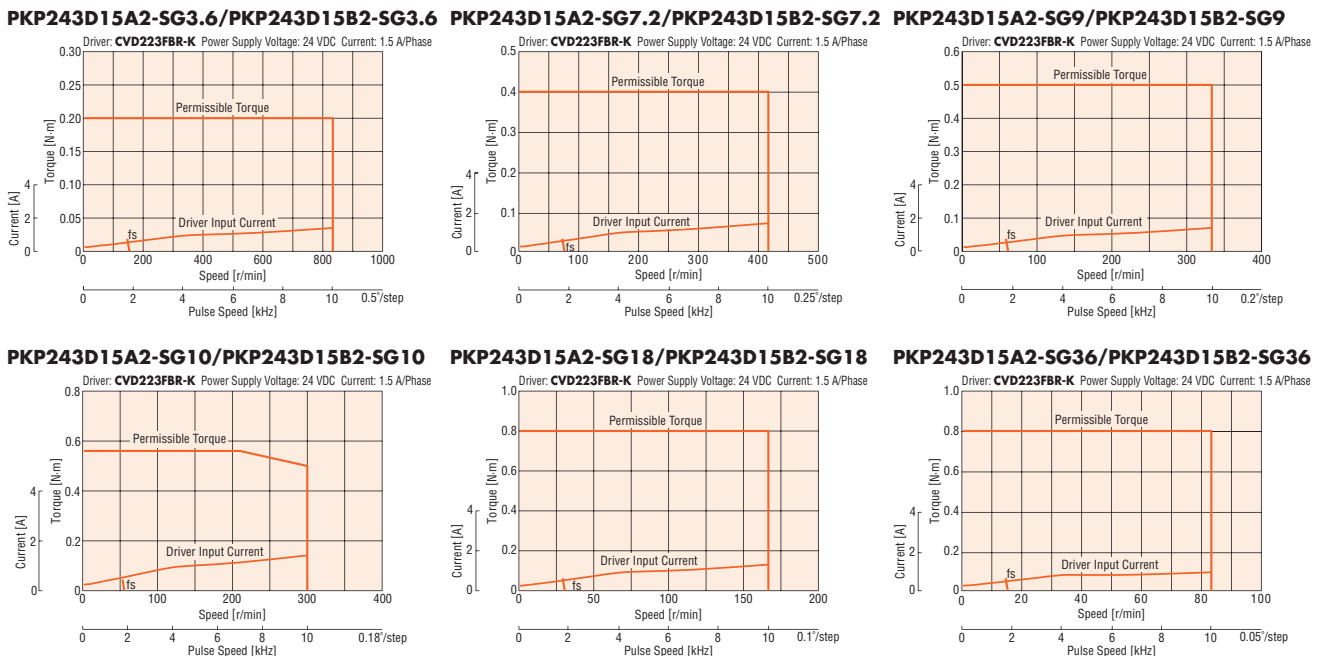 PKP243D15A2-SG3.6/PKP243D15B2-SG3.6
Driver: CVD223FBR-K Power Supply Voltage: 24 VDC Current: 1.5 A/Phase
0.30
0.25
0.20
0.15
0.10
0.05
0
Torque [N·m]
4
2
0
Current [A]
Permissible Torque
Driver Input Current
fs
0 200 400 600 800 1000
Speed [r/min]
0 2 4 6 8 10 0.5°/step
Pulse Speed [kHz]
PKP243D15A2-SG7.2/PKP243D15B2-SG7.2
Driver: CVD223FBR-K Power Supply Voltage: 24 VDC Current: 1.5 A/Phase
0.5
0.4
0.3
0.2
0.1
0
Torque [N·m]
4
2
0
Current [A]
Permissible Torque
Driver Input Current
fs
0 100 200 300 400 500
Speed [r/min]
0 2 4 6 8 10 0.25°/step
Pulse Speed [kHz]
PKP243D15A2-SG9/PKP243D15B2-SG9
Driver: CVD223FBR-K Power Supply Voltage: 24 VDC Current: 1.5 A/Phase
0.6
0.5
0.4
0.3
0.2
0.1
0
Torque [N·m]
4
2
0
Current [A]
Permissible Torque
Driver Input Current
fs
0 100 200 300 400
Speed [r/min]
0 2 4 6 8 10 0.2°/step
Pulse Speed [kHz]
PKP243D15A2-SG10/PKP243D15B2-SG10
Driver: CVD223FBR-K Power Supply Voltage: 24 VDC Current: 1.5 A/Phase
0.8
0.6
0.4
0.2
0
Torque [N·m]
4
2
0
Current [A]
Permissible Torque
Driver Input Current
fs
0 100 200 300 400
Speed [r/min]
0 2 4 6 8 10 0.18°/step
Pulse Speed [kHz]
PKP243D15A2-SG18/PKP243D15B2-SG18
Driver: CVD223FBR-K Power Supply Voltage: 24 VDC Current: 1.5 A/Phase
1.0
0.8
0.6
0.4
0.2
0
Torque [N·m]
4
2
0
Current [A]
Permissible Torque
Driver Input Current
fs
0 50 100 150 200
Speed [r/min]
0 2 4 6 8 10 0.1°/step
Pulse Speed [kHz]
PKP243D15A2-SG36/PKP243D15B2-SG36
Driver: CVD223FBR-K Power Supply Voltage: 24 VDC Current: 1.5 A/Phase
1.0
0.8
0.6
0.4
0.2
0
Torque [N·m]
4
2
0
Current [A]
Permissible Torque
Driver Input Current
fs
0 20 40 60 80 100
Speed [r/min]
0 2 4 6 8 10 0.05°/step
Pulse Speed [kHz]